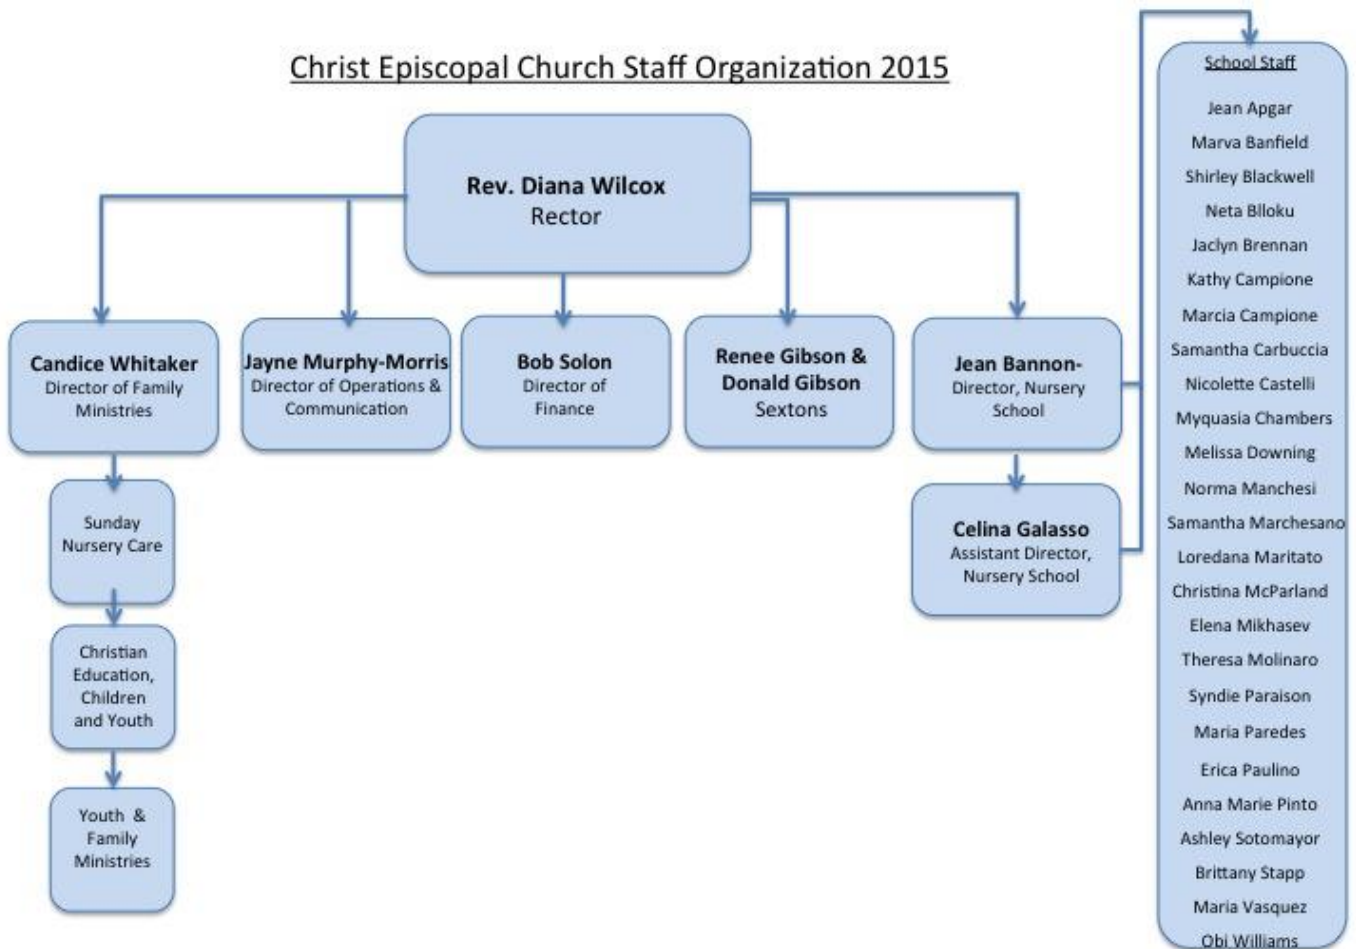 Christ Episcopal Church Staff Organization 2015
Rev. Diana Wilcox
Rector
Candice Whitaker
Director of Family
Ministries
Jayne Murphy-Morris
Director of Operations &
Communication
Bob Solon
Director of
Finance
Renee Gibson &
Donald Gibson
Sextons
Jean Bannon-
Director, Nursery
School
Sunday
Nursery Care
Christian
Education,
Children
and Youth
Youth & 
Family
Ministries
Celina Galasso
Assistant Director,
Nursery School
School Staff
Jean Apgar
Marva Banfield
Shirley Blackwell
Neta Blloku
Jaclyn Brennan
Kathy Campione
Marcia Campione
Samantha Carbuccia
Nicolette Castelli
Myquasia Chambers
Melissa Downing
Norma Manchesi
Samantha Marchesano
Loredana Maritato
Christina McParland
Elena Mikhasev
Theresa Molinaro
Syndie Paraison
Maria Paredes
Erica Paulino
Anna Marie Pinto
Ashley Sotomayor
Brittany Stapp
Maria Vasquez
Obi Williams